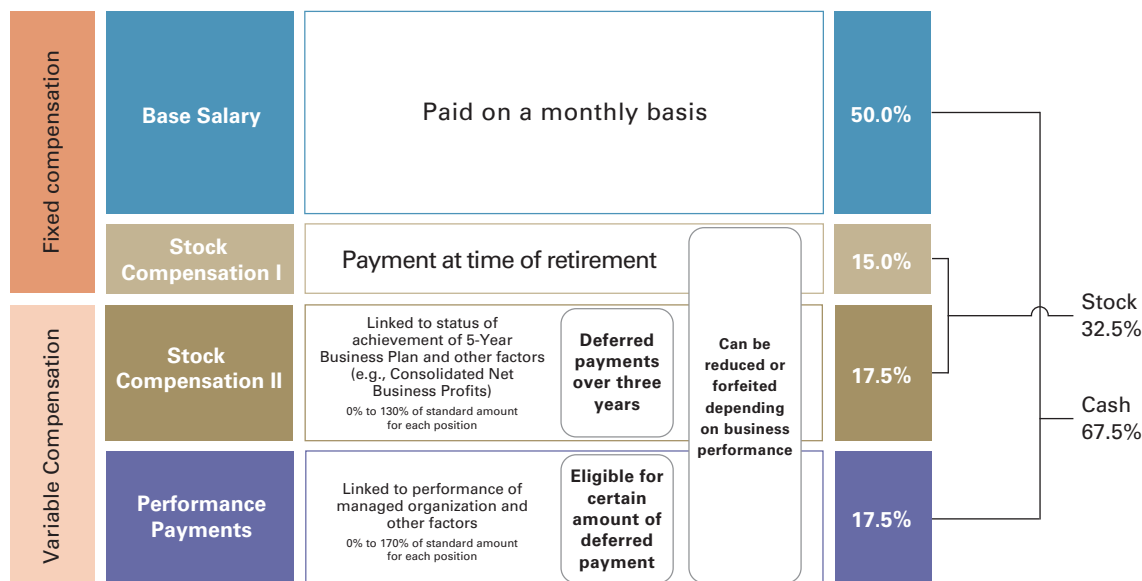 Fixed compensation
Base Salary
Paid on a monthly basis
50.0%
Stock
Compensation I
Payment at time of retirement
15.0%
Variable Compensation
Stock
Compensation II
Linked to status of
achievement of 5-Year
Business Plan and other factors
(e.g., Consolidated Net
Business Profits)
0% to 130% of standard amount
for each position
Deferred
payments
over three
years
Can be
reduced or
forfeited
depending
on business
performance
17.5%
Performance
Payments
Linked to performance of
managed organization and
other factors
0% to 170% of standard amount
for each position
Eligible for
certain
amount of
deferred
payment
17.5%
Stock
32.5%
Cash
67.5%